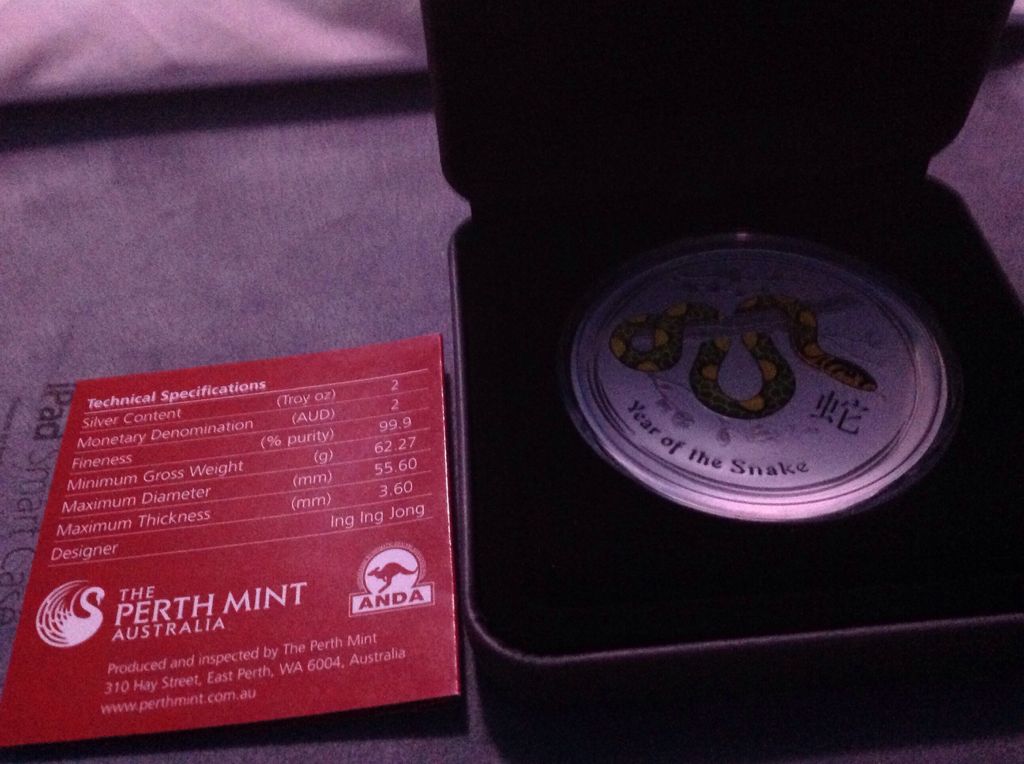 Technical Specifications
Silver Content (Troy oz) 2
Monetary Denomination (AUD) 2
Fineness (% purity) 99.9
Minimum Gross Weight (g) 62.27
Maximum Diameter (mm) 55.60
Maximum Thickness (mm) 3.60
Designer Ing Ing Jong
THE
PERTH MINT
AUSTRALIA
ANDA
Produced and inspected by The Perth Mint
310 Hay Street, East Perth, WA 6004, Australia
www.perthmint.com.au
iPad Smart Case
蛇
Year of the Snake